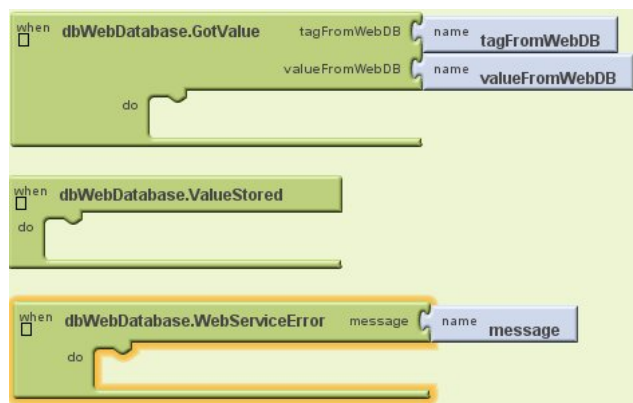 when dbWebDatabase.GotValue tagFromWebDB name tagFromWebDB
valueFromWebDB name valueFromWebDB
do
when dbWebDatabase.ValueStored
do
when dbWebDatabase.WebServiceError message name message
do